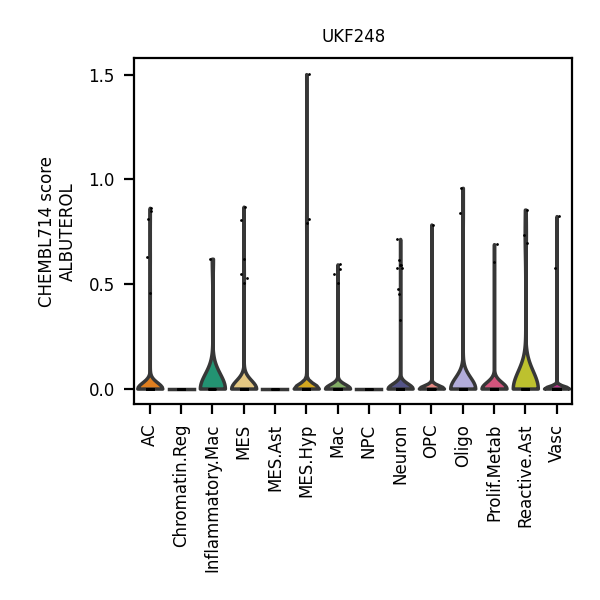 UKF248
CHEMBL714 score
ALBUTEROL
1.5
1.0
0.5
0.0
AC
Chromatin.Reg
Inflammatory.Mac
MES
MES.Ast
MES.Hyp
Mac
NPC
Neuron
OPC
Oligo
Prolif.Metab
Reactive.Ast
Vasc